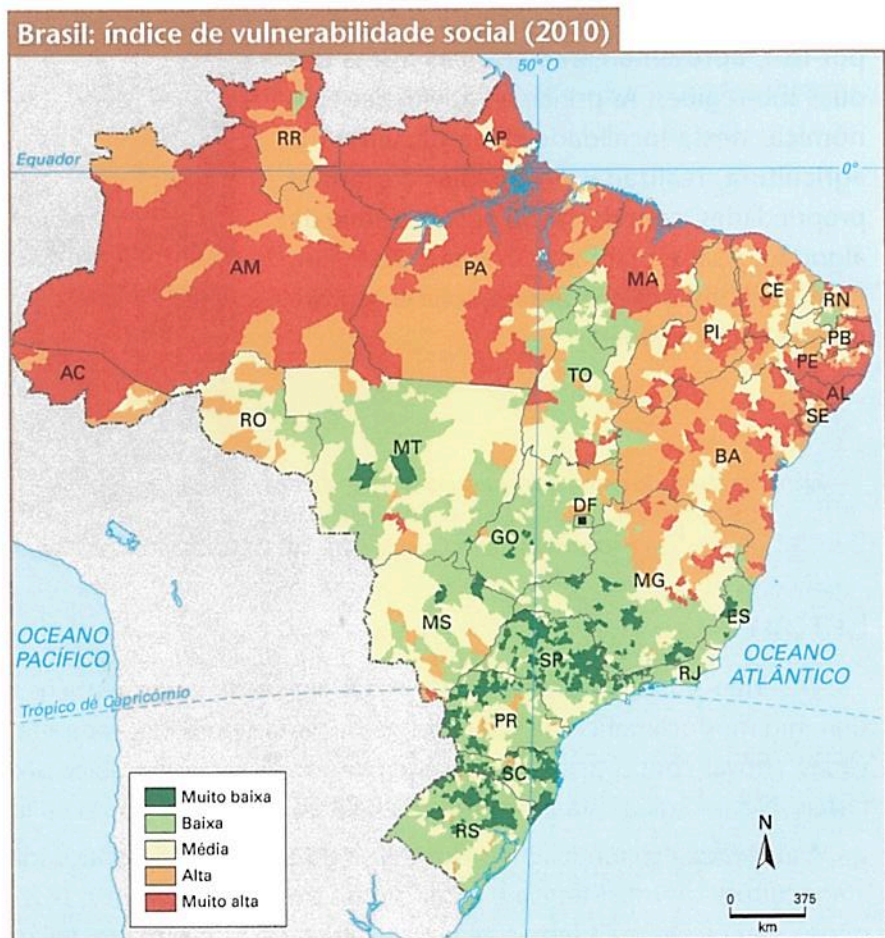 Brasil: índice de vulnerabilidade social (2010)
50° O
Equador
0°
RR
AP
AM
PA
MA
CE
RN
PI
PB
PE
AC
TO
AL
SE
RO
MT
BA
DF
GO
MG
MS
ES
OCEANO
PACÍFICO
SP
RJ
OCEANO
ATLÂNTICO
Trópico de Capricórnio
PR
SC
RS
Muito baixa
Baixa
Média
Alta
Muito alta
N
0 375
km